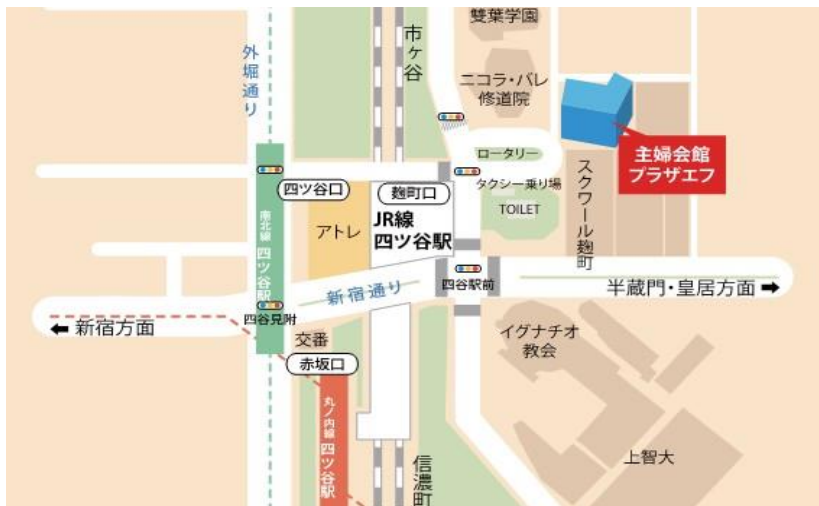 雙葉学園
外堀通り
市ヶ谷
ニコラ・バレ
修道院
主婦会館
プラザエフ
ロータリー
タクシー乗り場
TOILET
スクワール麹町
四ツ谷口
麹町口
JR線
四ツ谷駅
アトレ
南北線 四ツ谷駅
新宿通り
四谷駅前
半蔵門・皇居方面 →
四谷見附
← 新宿方面
交番
赤坂口
イグナチオ
教会
丸ノ内線 四ツ谷駅
信濃町
上智大